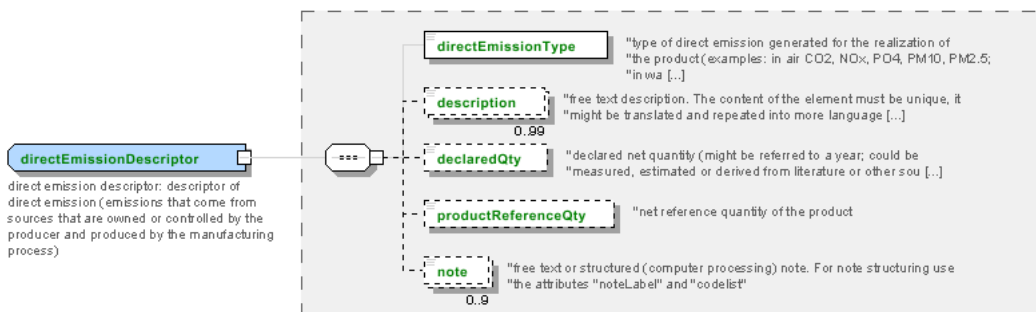 directEmissionType
"type of direct emission generated for the realization of
"the product (examples: in air CO2, NOx, PO4, PM10, PM2.5;
"in wa [...]
description
0..99
"free text description. The content of the element must be unique, it
"might be translated and repeated into more language [...]
directEmissionDescriptor
direct emission descriptor: descriptor of
direct emission (emissions that come from
sources that are owned or controlled by the
producer and produced by the manufacturing
process)
declaredQty
"declared net quantity (might be referred to a year; could be
"measured, estimated or derived from literature or other sou [...]
productReferenceQty
"net reference quantity of the product
note
0..9
"free text or structured (computer processing) note. For note structuring use
"the attributes "noteLabel" and "codelist"